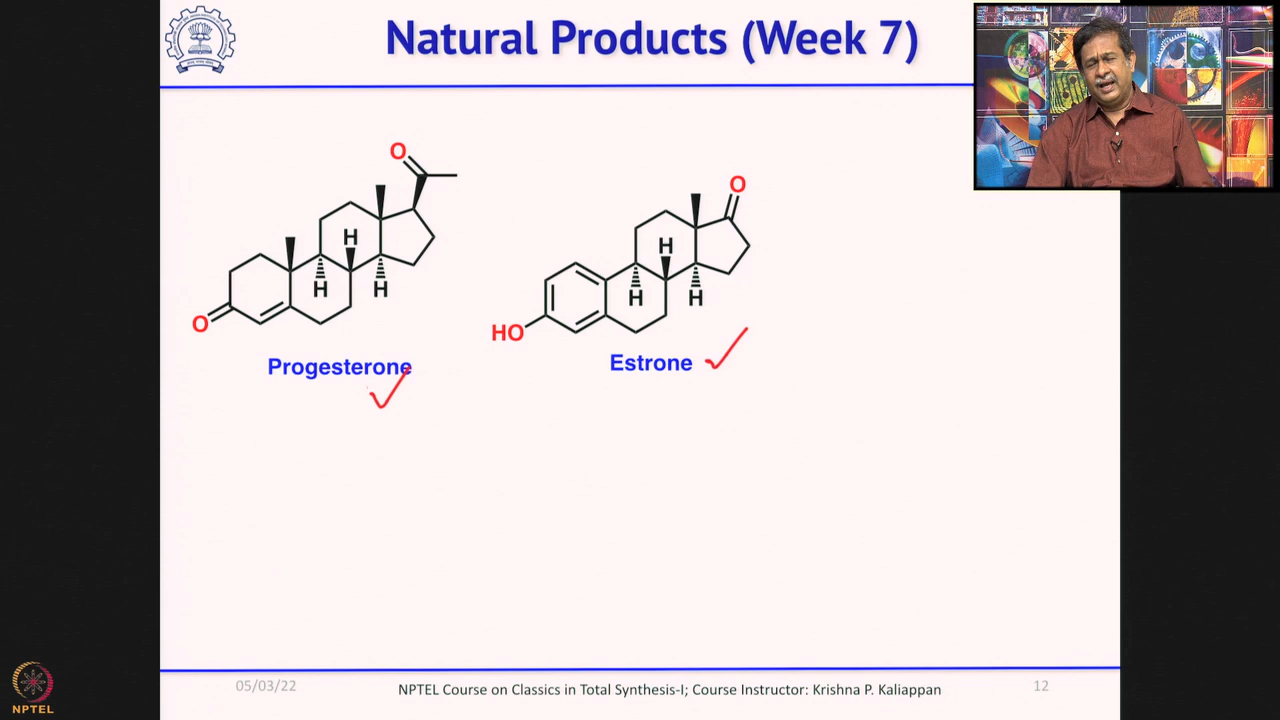 Natural Products (Week 7)
O
H
H
H
O
Progesterone
O
H
H
H
HO
Estrone
05/03/22
NPTEL Course on Classics in Total Synthesis-I; Course Instructor: Krishna P. Kaliappan
12
NPTEL